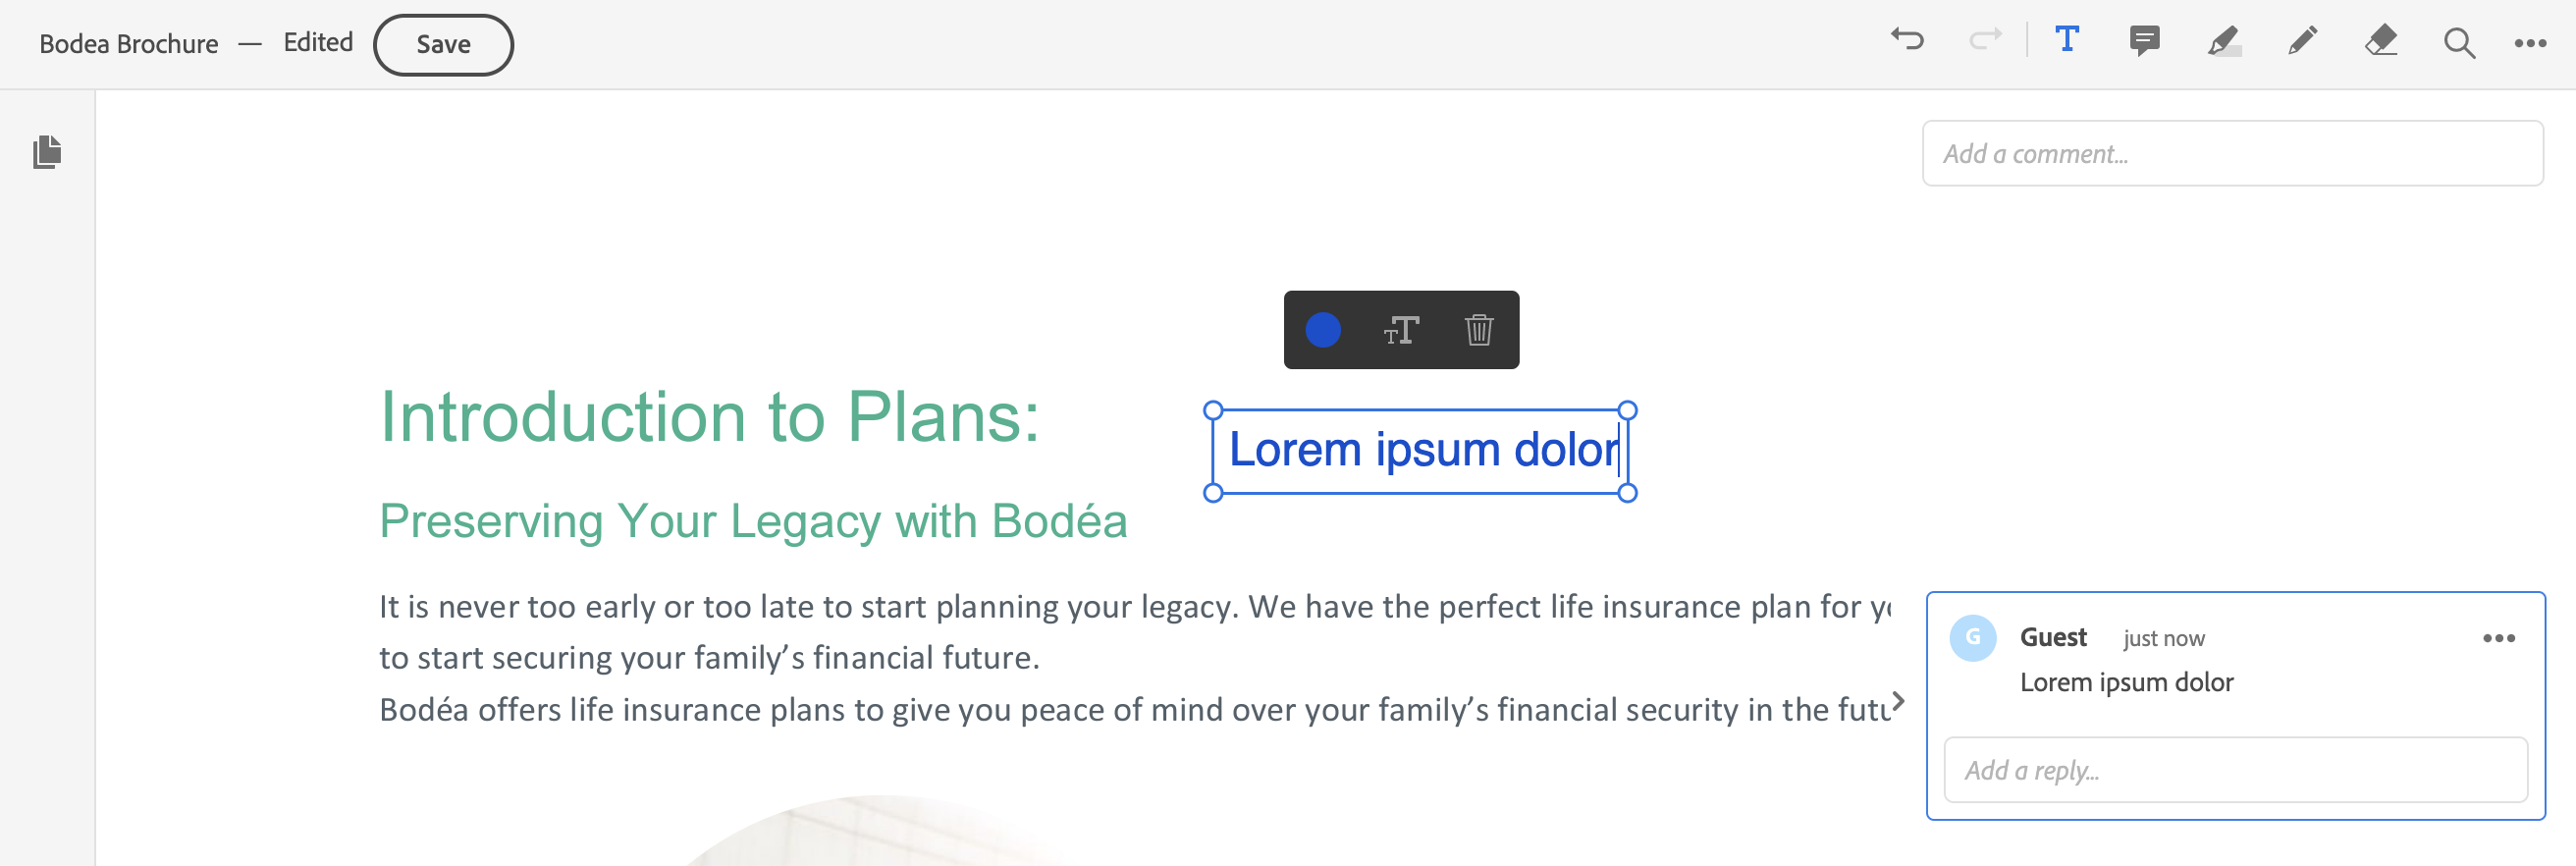 Bodea Brochure — Edited Save
Add a comment...
Introduction to Plans:
Lorem ipsum dolor
Preserving Your Legacy with Bodéa
It is never too early or too late to start planning your legacy. We have the perfect life insurance plan for
to start securing your family’s financial future.
Bodéa offers life insurance plans to give you peace of mind over your family’s financial security in the
G Guest just now
Lorem ipsum dolor
Add a reply...